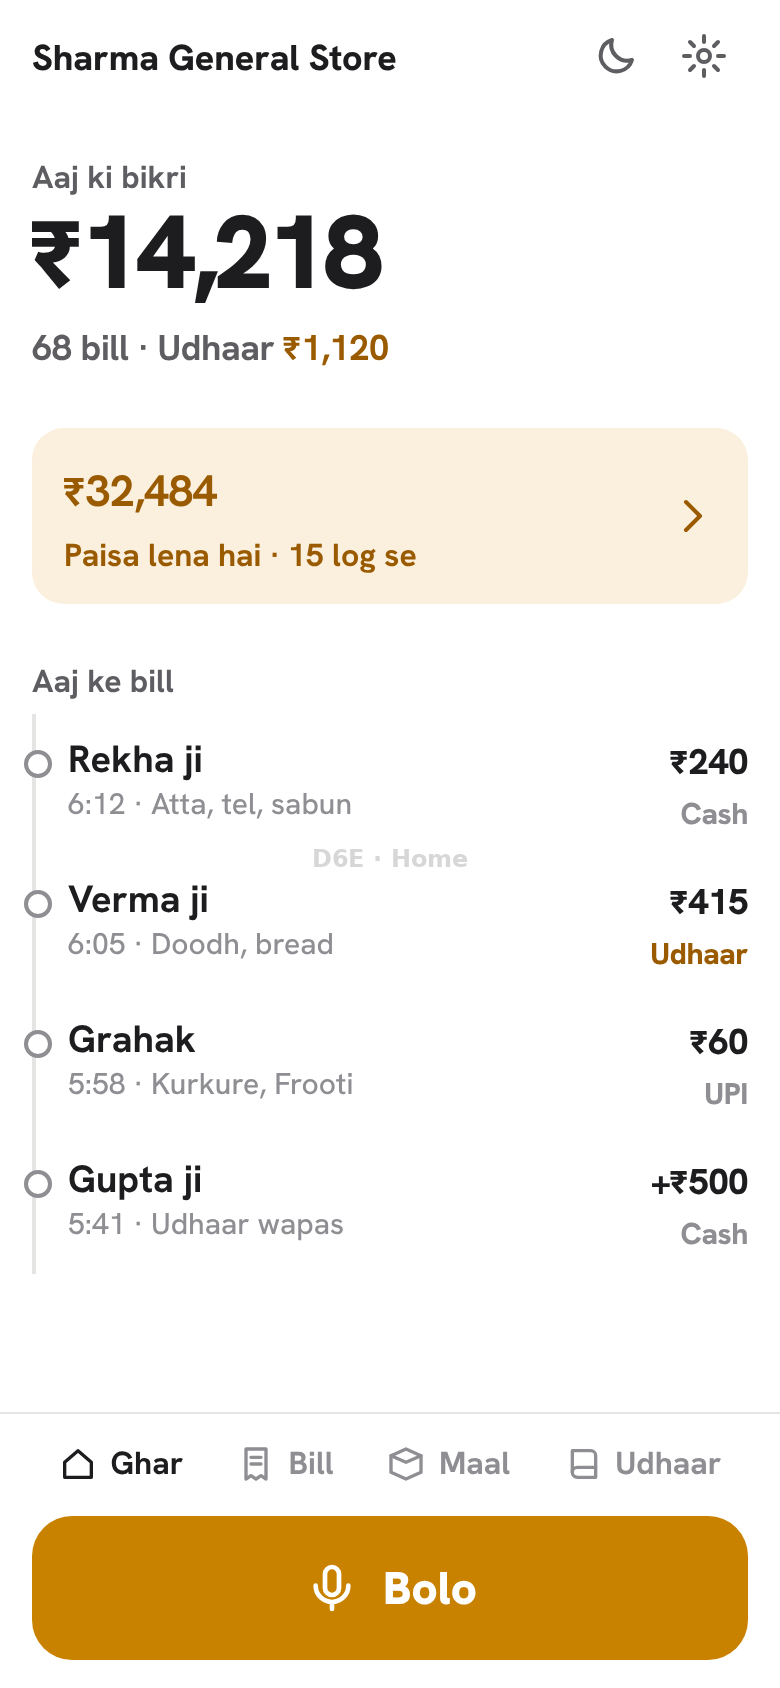 Sharma General Store
Aaj ki bikri
₹14,218
68 bill · Udhaar ₹1,120
₹32,484
Paisa lena hai · 15 log se
Aaj ke bill
Rekha ji ₹240
6:12 · Atta, tel, sabun Cash
D6E · Home
Verma ji ₹415
6:05 · Doodh, bread Udhaar
Grahak ₹60
5:58 · Kurkure, Frooti UPI
Gupta ji +₹500
5:41 · Udhaar wapas Cash
Ghar Bill Maal Udhaar
Bolo